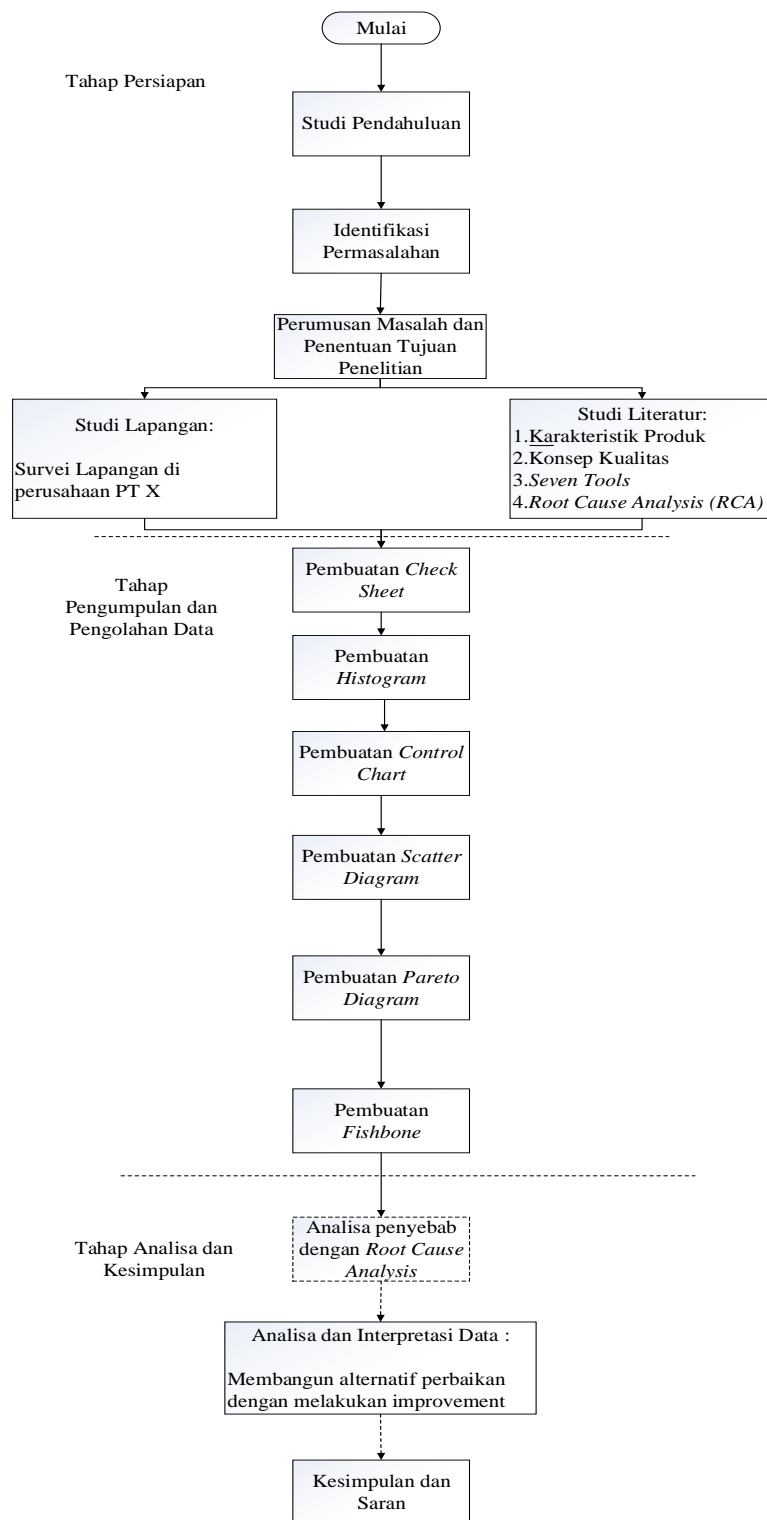 Mulai
Tahap Persiapan
Studi Pendahuluan
Identifikasi
Permasalahan
Perumusan Masalah dan
Penentuan Tujuan
Penelitian
Studi Lapangan:
Survei Lapangan di
perusahaan PT X
Studi Literatur:
1.Karakteristik Produk
2.Konsep Kualitas
3.Seven Tools
4.Root Cause Analysis (RCA)
Tahap
Pengumpulan dan
Pengolahan Data
Pembuatan Check
Sheet
Pembuatan
Histogram
Pembuatan Control
Chart
Pembuatan Scatter
Diagram
Pembuatan Pareto
Diagram
Pembuatan
Fishbone
Tahap Analisa dan
Kesimpulan
Analisa penyebab
dengan Root Cause
Analysis
Analisa dan Interpretasi Data :
Membangun alternatif perbaikan
dengan melakukan improvement
Kesimpulan dan
Saran